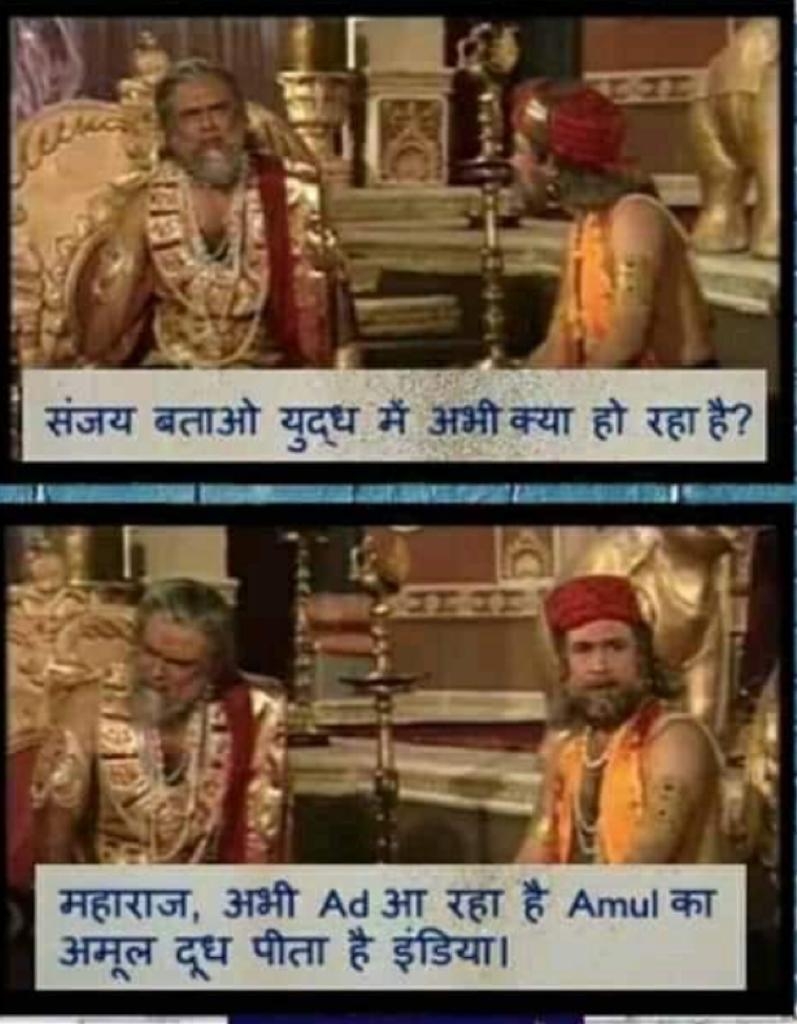 संजय बताओ युद्ध में अभी क्या हो रहा है?
महाराज, अभी Ad आ रहा है Amul का
अमूल दूध पीता है इंडिया।